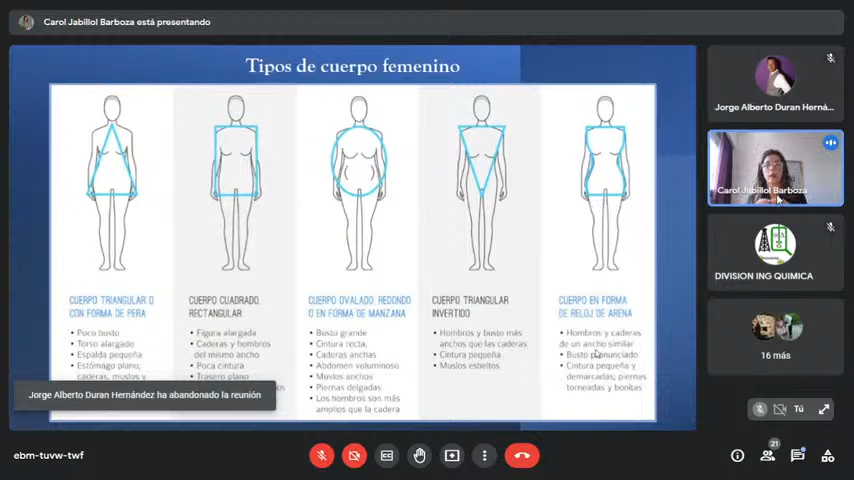 Carol Jabillol Barboza está presentando
Tipos de cuerpo femenino
CUERPO TRIANGULAR O
CON FORMA DE PERA
• Poco busto
• Torso alargado
• Espalda pequeña
• Estómago plano;
caderas, muslos y
CUERPO CUADRADO,
RECTANGULAR
• Figura alargada
• Caderas y hombros
del mismo ancho
• Poca cintura
• Trasero plano
CUERPO OVALADO, REDONDO
O EN FORMA DE MANZANA
• Busto grande
• Cintura recta,
• Caderas anchas
• Abdomen voluminoso
• Muslos anchos
• Piernas delgadas
• Los hombros son más
amplios que la cadera
CUERPO TRIANGULAR
INVERTIDO
• Hombros y busto más
anchos que las caderas
• Cintura pequeña
• Muslos esbeltos
CUERPO EN FORMA
DE RELOJ DE ARENA
• Hombros y caderas
de un ancho similar
• Busto pronunciado
• Cintura pequeña y
demarcadas; piernas
torneadas y bonitas
Jorge Alberto Duran Hernández ha abandonado la reunión
Jorge Alberto Duran Herná...
Carol Jabillol Barboza
DIVISION ING QUIMICA
16 más
Tú
ebm-tuvw-twf
21